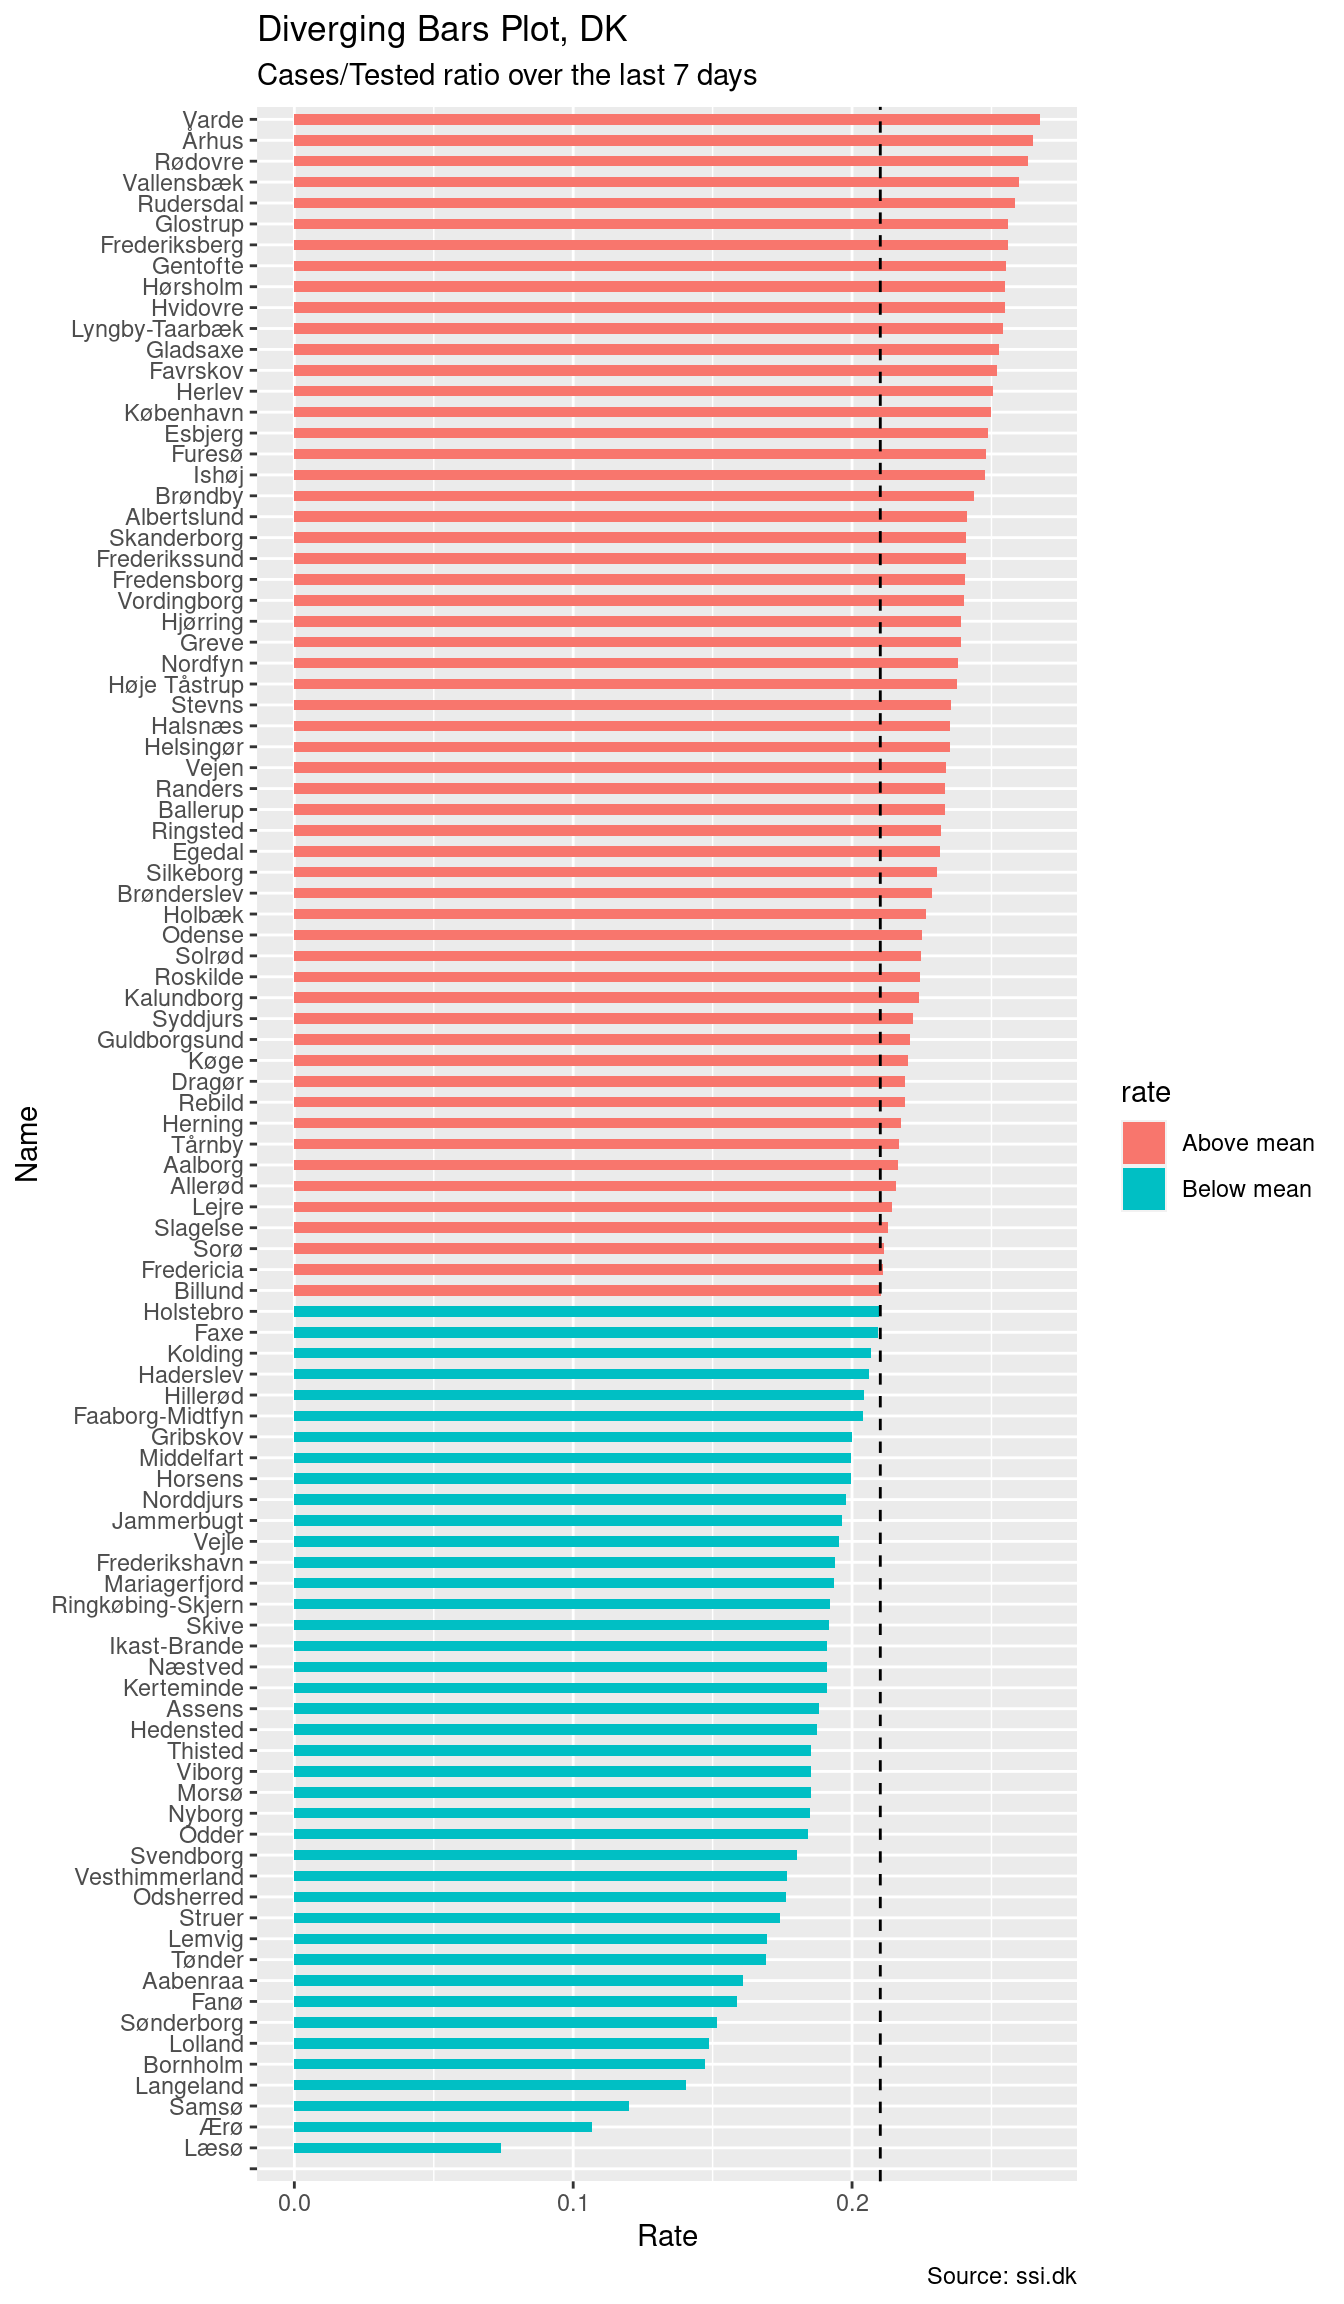 Diverging Bars Plot, DK
Cases/Tested ratio over the last 7 days
Varde
Århus
Rødovre
Vallensbæk
Rudersdal
Glostrup
Frederiksberg
Gentofte
Hørsholm
Hvidovre
Lyngby-Taarbæk
Gladsaxe
Favrskov
Herlev
København
Esbjerg
Furesø
Ishøj
Brøndby
Albertslund
Skanderborg
Frederikssund
Fredensborg
Vordingborg
Hjørring
Greve
Nordfyn
Høje Tåstrup
Stevns
Halsnæs
Helsingør
Vejen
Randers
Ballerup
Ringsted
Egedal
Silkeborg
Brønderslev
Holbæk
Odense
Solrød
Roskilde
Kalundborg
Syddjurs
Guldborgsund
Køge
Dragør
Rebild
Herning
Tårnby
Aalborg
Allerød
Lejre
Slagelse
Sorø
Fredericia
Billund
Holstebro
Faxe
Kolding
Haderslev
Hillerød
Faaborg-Midtfyn
Gribskov
Middelfart
Horsens
Norddjurs
Jammerbugt
Vejle
Frederikshavn
Mariagerfjord
Ringkøbing-Skjern
Skive
Ikast-Brande
Næstved
Kerteminde
Assens
Hedensted
Thisted
Viborg
Morsø
Nyborg
Odder
Svendborg
Vesthimmerland
Odsherred
Struer
Lemvig
Tønder
Aabenraa
Fanø
Sønderborg
Lolland
Bornholm
Langeland
Samsø
Ærø
Læsø
Name
0.0 0.1 0.2
Rate
rate
Above mean
Below mean
Source: ssi.dk